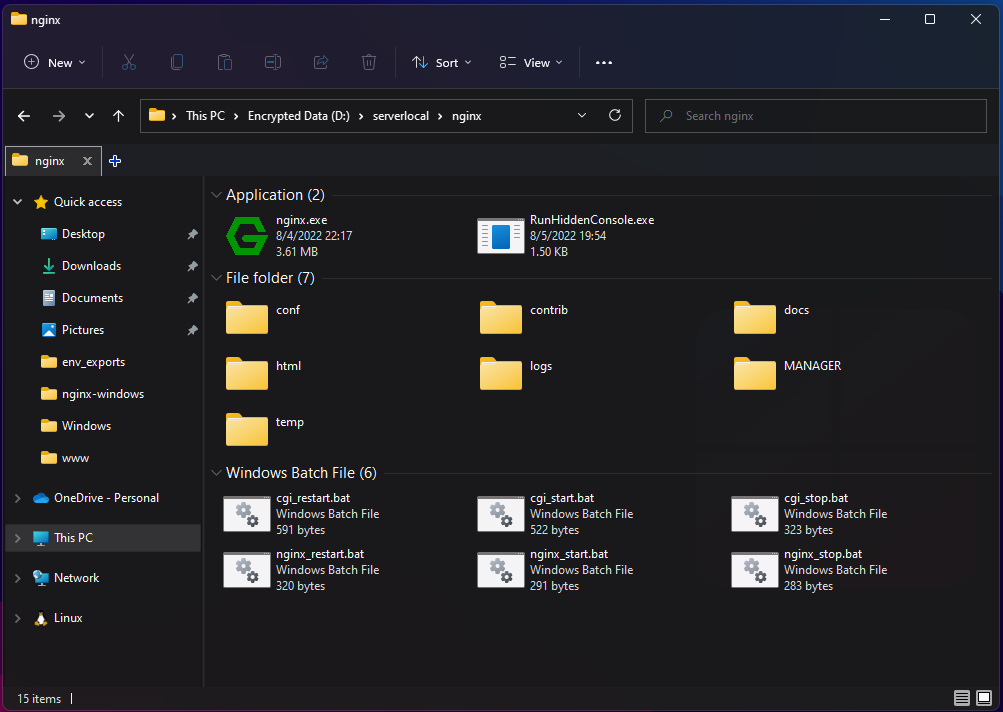 nginx
New
Sort
View
This PC
Encrypted Data (D:)
serverlocal
nginx
Search nginx
nginx
Quick access
Desktop
Downloads
Documents
Pictures
env_exports
nginx-windows
Windows
www
OneDrive - Personal
This PC
Network
Linux
Application (2)
nginx.exe
8/4/2022 22:17
3.61 MB
RunHiddenConsole.exe
8/5/2022 19:54
1.50 KB
File folder (7)
conf
contrib
docs
html
logs
MANAGER
temp
Windows Batch File (6)
cgi_restart.bat
Windows Batch File
591 bytes
cgi_start.bat
Windows Batch File
522 bytes
cgi_stop.bat
Windows Batch File
323 bytes
nginx_restart.bat
Windows Batch File
320 bytes
nginx_start.bat
Windows Batch File
291 bytes
nginx_stop.bat
Windows Batch File
283 bytes
15 items